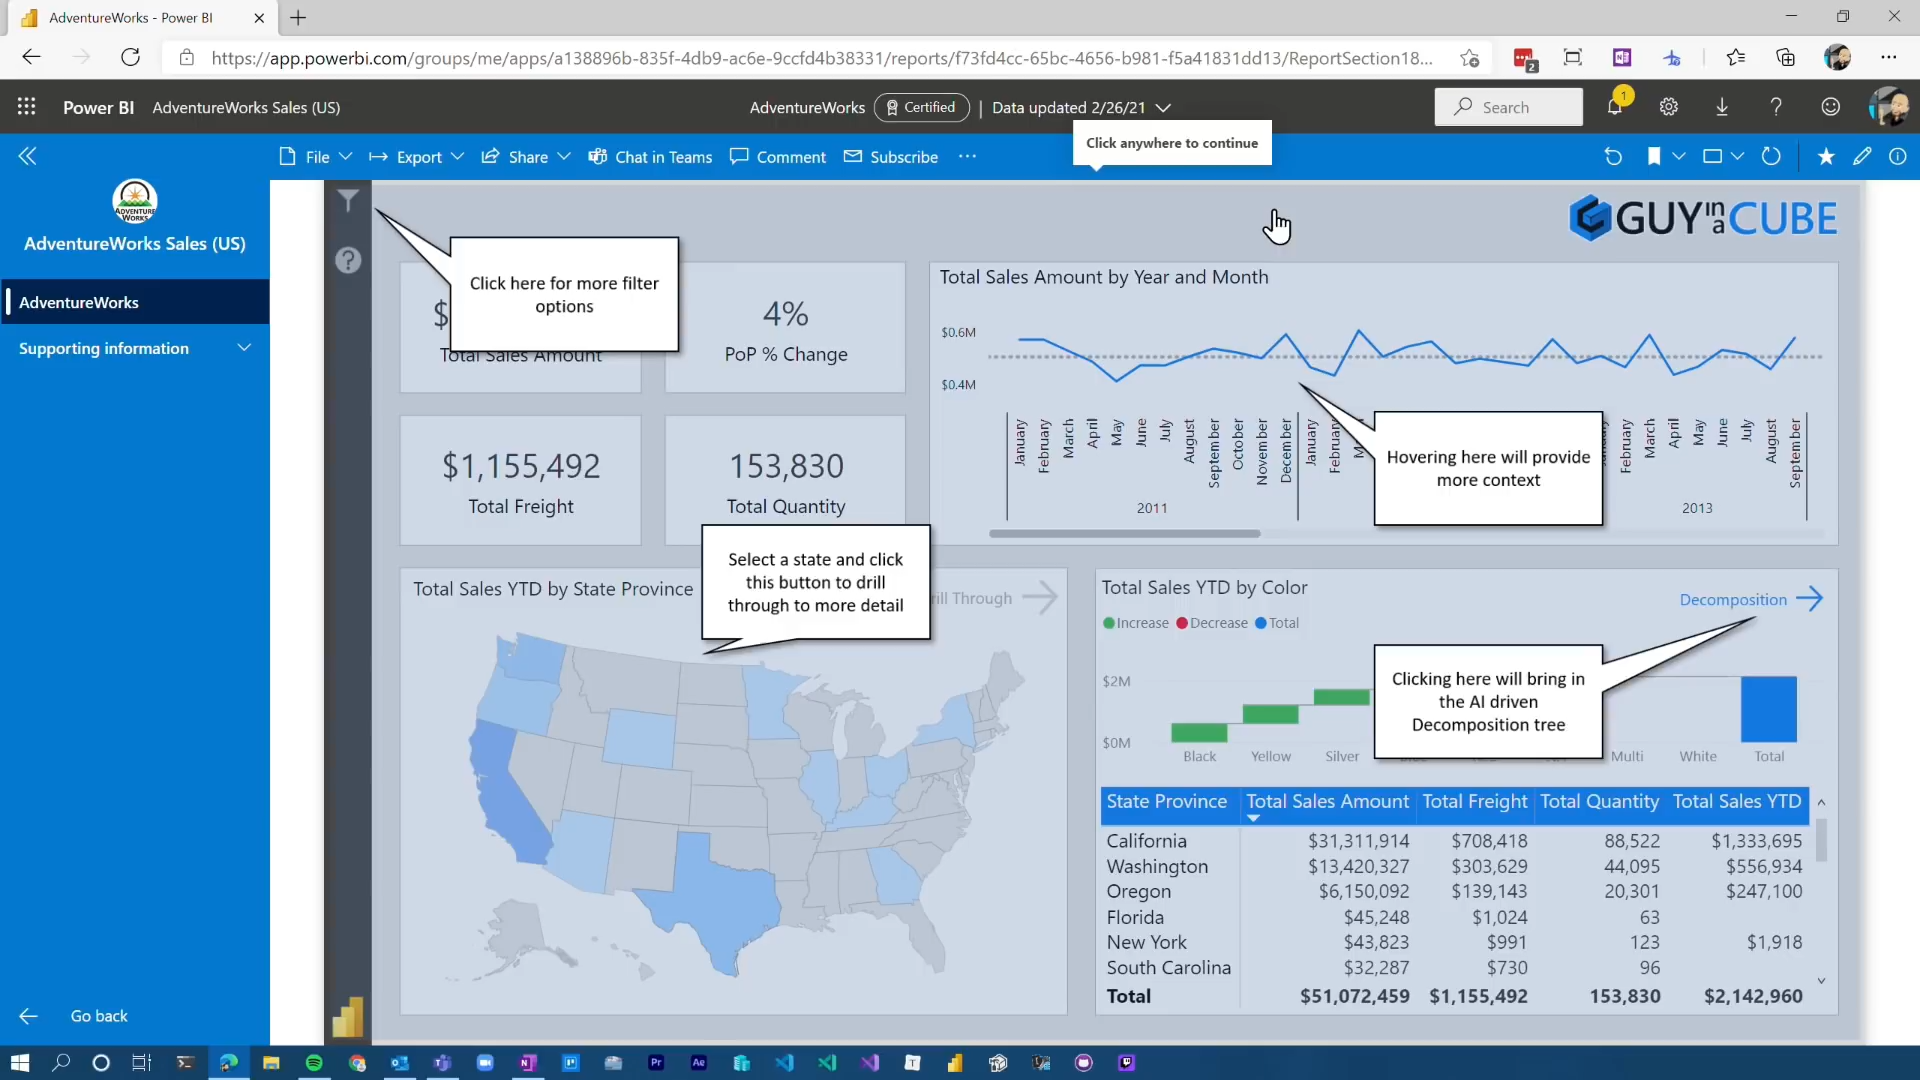 AdventureWorks - Power BI
https://app.powerbi.com/groups/me/apps/a138896b-835f-4db9-ac6e-9ccfd4b38331/reports/f73fd4cc-65bc-4656-b981-f5a41831dd13/ReportSection18...
2
Power BI
AdventureWorks Sales (US)
AdventureWorks
Certified
| Data updated 2/26/21
Search
1
Click anywhere to continue
File
Export
Share
Chat in Teams
Comment
Subscribe
ADVENTURE
WORKS
AdventureWorks Sales (US)
AdventureWorks
Supporting information
Go back
GUY in a CUBE
Click here for more filter
options
$
Total Sales Amount
4%
PoP % Change
$1,155,492
Total Freight
153,830
Total Quantity
Total Sales Amount by Year and Month
$0.6M
$0.4M
January
February
March
April
May
June
July
August
September
October
November
December
January
February
February
March
April
May
June
July
August
September
2011
2013
Hovering here will provide
more context
Total Sales YTD by State Province
Through
Select a state and click
this button to drill
through to more detail
Total Sales YTD by Color
Decomposition
Increase
Decrease
Total
$2M
$0M
Black
Yellow
Silver
Multi
White
Total
Clicking here will bring in
the AI driven
Decomposition tree
State Province Total Sales Amount Total Freight Total Quantity Total Sales YTD
California $31,311,914 $708,418 88,522 $1,333,695
Washington $13,420,327 $303,629 44,095 $556,934
Oregon $6,150,092 $139,143 20,301 $247,100
Florida $45,248 $1,024 63
New York $43,823 $991 123 $1,918
South Carolina $32,287 $730 96
Total $51,072,459 $1,155,492 153,830 $2,142,960
Pr
Ae